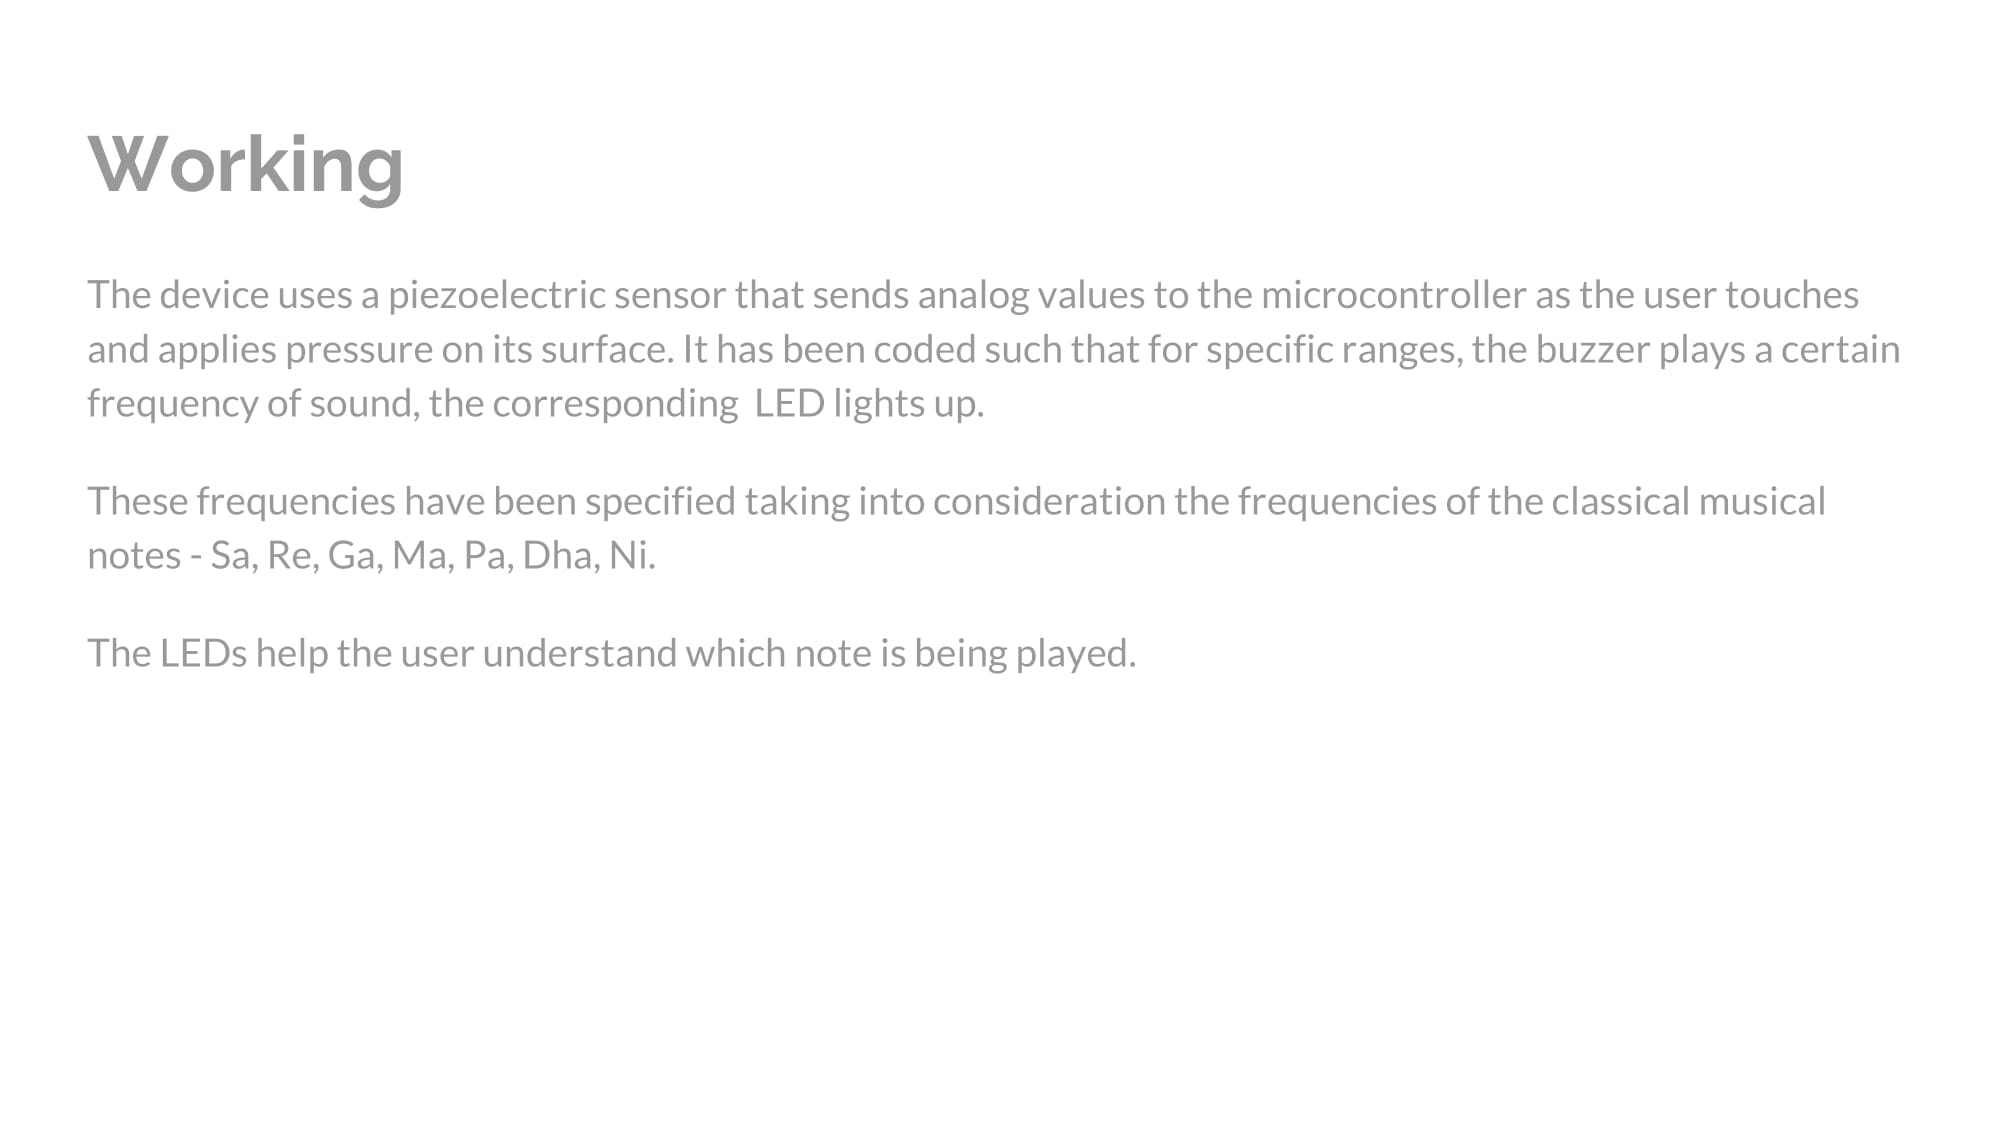 Working
The device uses a piezoelectric sensor that sends analog values to the microcontroller as the user touches
and applies pressure on its surface. It has been coded such that for specific ranges, the buzzer plays a certain
frequency of sound, the corresponding  LED lights up.
These frequencies have been specified taking into consideration the frequencies of the classical musical
notes - Sa, Re, Ga, Ma, Pa, Dha, Ni.
The LEDs help the user understand which note is being played.